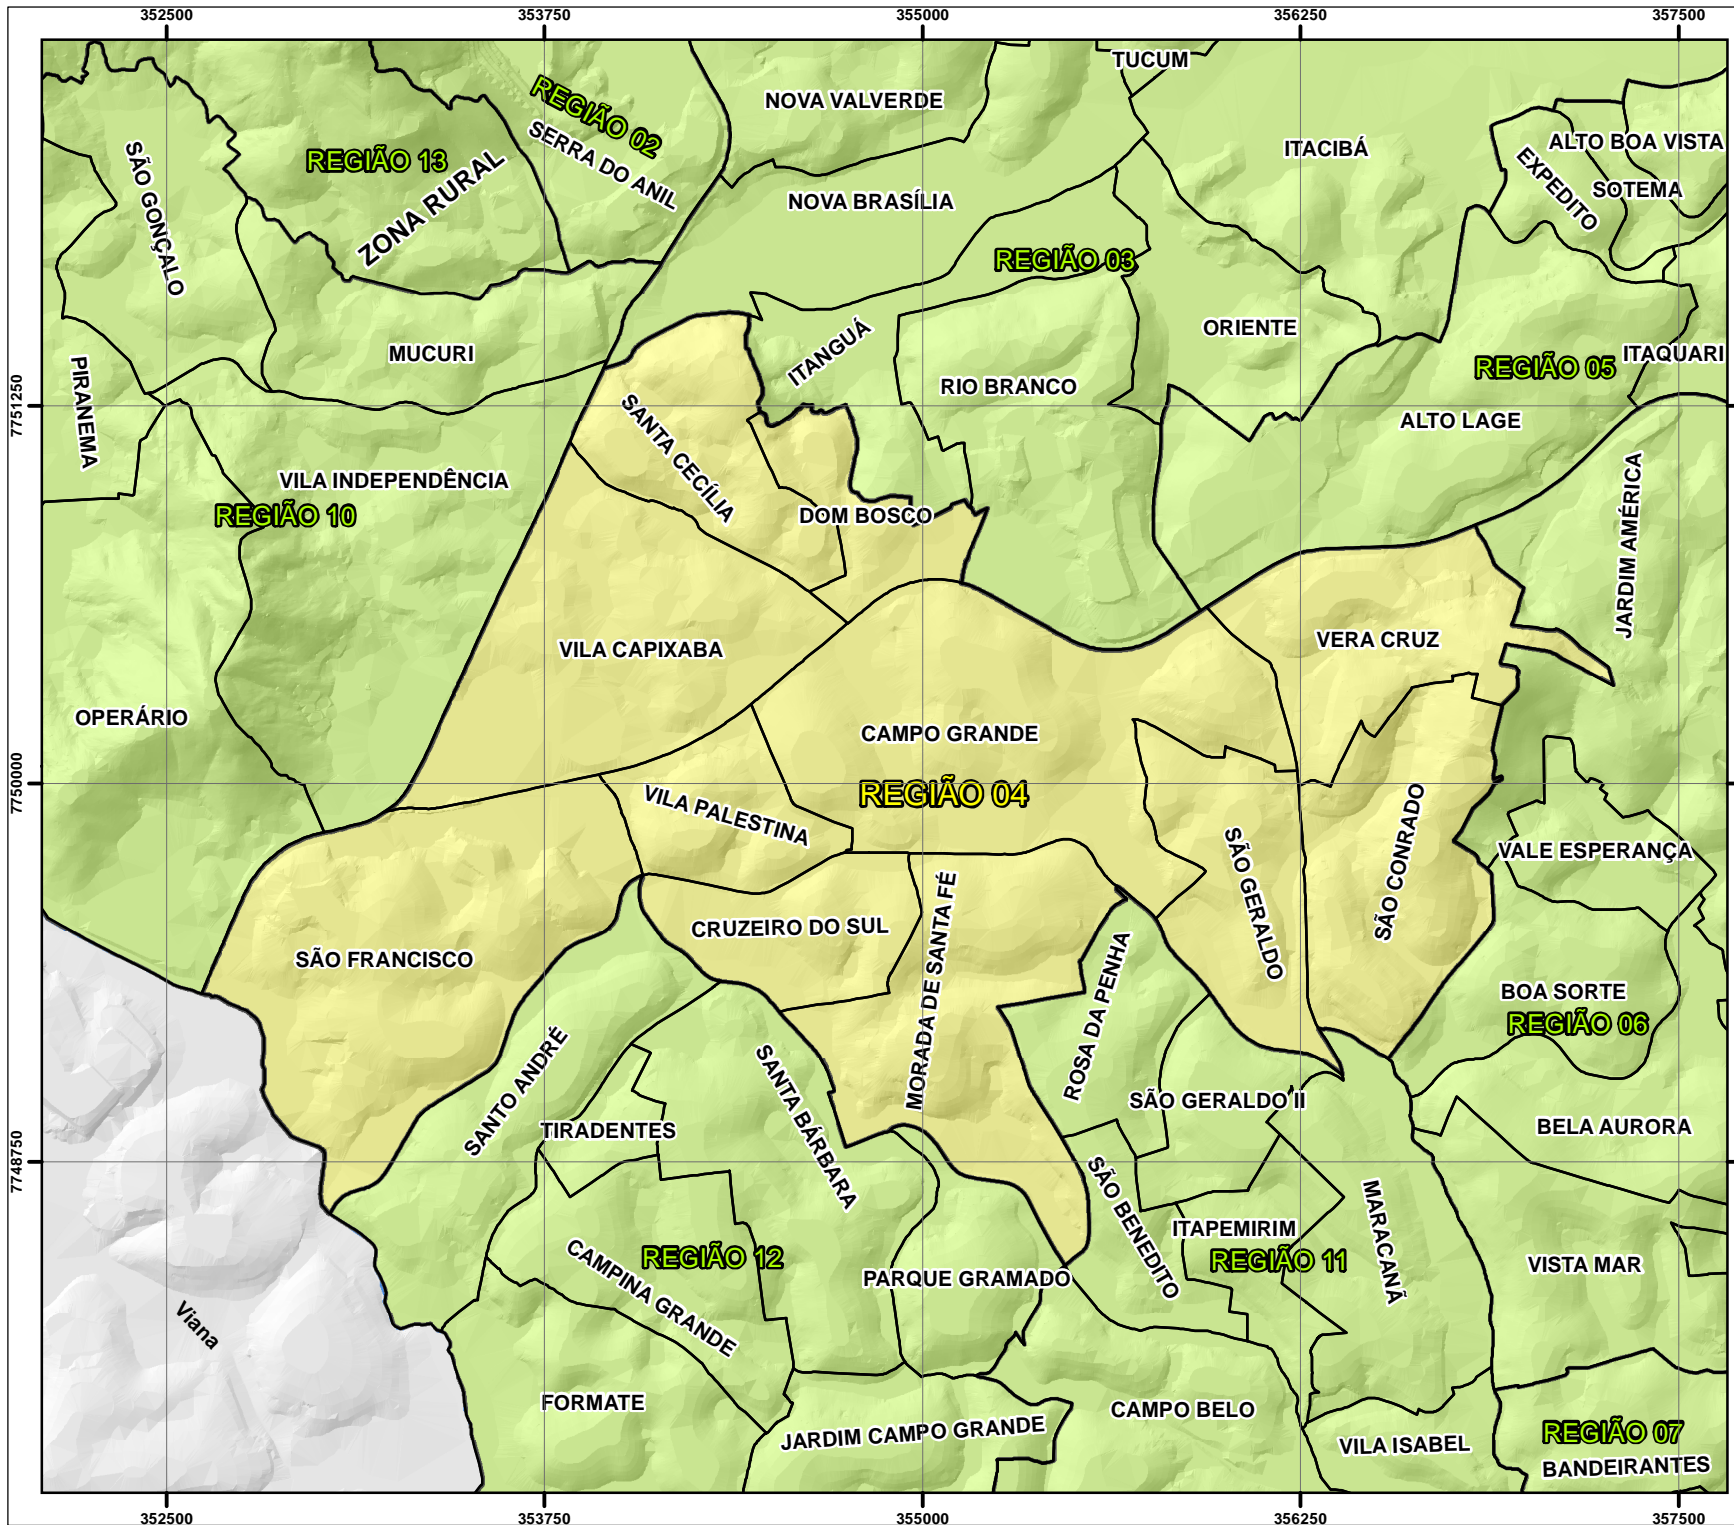 352500
353750
355000
356250
357500
TUCUM
NOVA VALVERDE
REGIÃO 02
SERRA DO ANIL
REGIÃO 13
ZONA RURAL
SÃO GONÇALO
ITACIBÁ
ALTO BOA VISTA
EXPEDITO
SOTEMA
NOVA BRASÍLIA
REGIÃO 03
ORIENTE
ITANGUÁ
MUCURI
PIRANEMA
RIO BRANCO
REGIÃO 05
ITAQUARI
ALTO LAGE
7751250
SANTA CECÍLIA
VILA INDEPENDÊNCIA
REGIÃO 10
DOM BOSCO
JARDIM AMÉRICA
VERA CRUZ
VILA CAPIXABA
OPERÁRIO
CAMPO GRANDE
REGIÃO 04
7750000
VILA PALESTINA
SÃO GERALDO
SÃO CONRADO
VALE ESPERANÇA
CRUZEIRO DO SUL
MORADA DE SANTA FÉ
SÃO FRANCISCO
ROSA DA PENHA
BOA SORTE
REGIÃO 06
SANTO ANDRÉ
SANTA BÁRBARA
SÃO GERALDO II
TIRADENTES
BELA AURORA
7748750
SÃO BENEDITO
MARACANÃ
ITAPEMIRIM
REGIÃO 11
REGIÃO 12
CAMPINA GRANDE
PARQUE GRAMADO
VISTA MAR
Viana
FORMATE
CAMPO BELO
JARDIM CAMPO GRANDE
VILA ISABEL
REGIÃO 07
BANDEIRANTES
352500
353750
355000
356250
357500